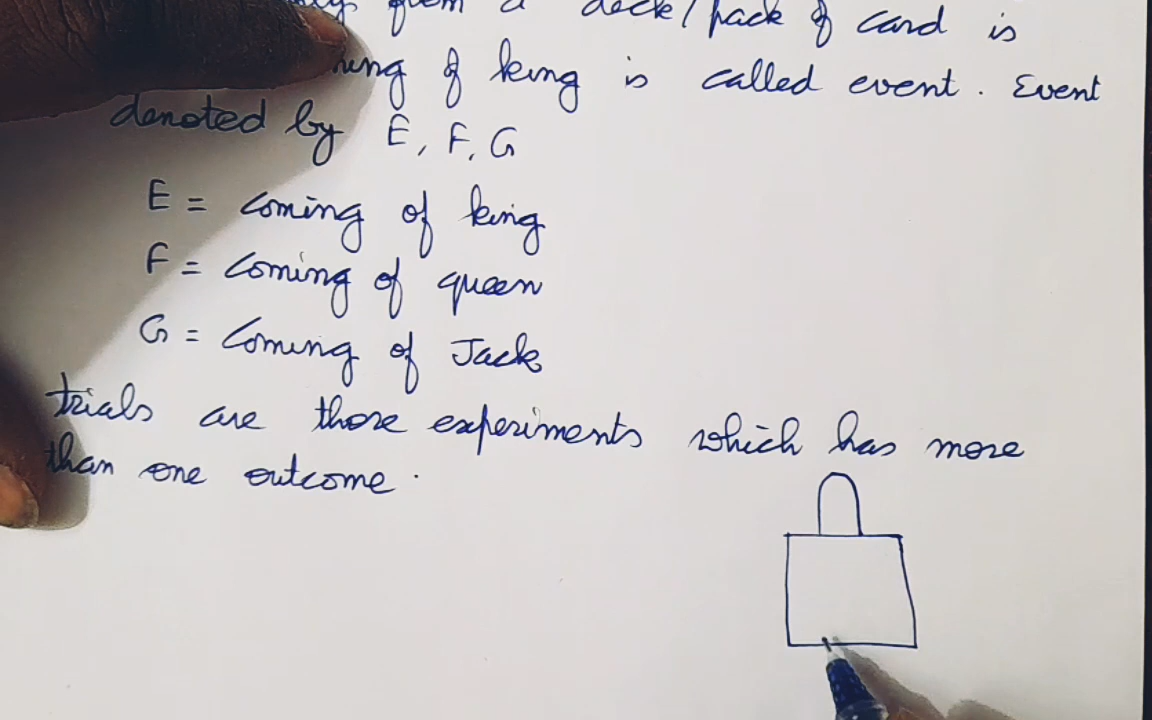 from a deck/pack of card is
of king is called event. Event
denoted by E, F, G
E = coming of king
F = coming of queen
G = coming of Jack
trials are those experiments which has more
than one outcome.